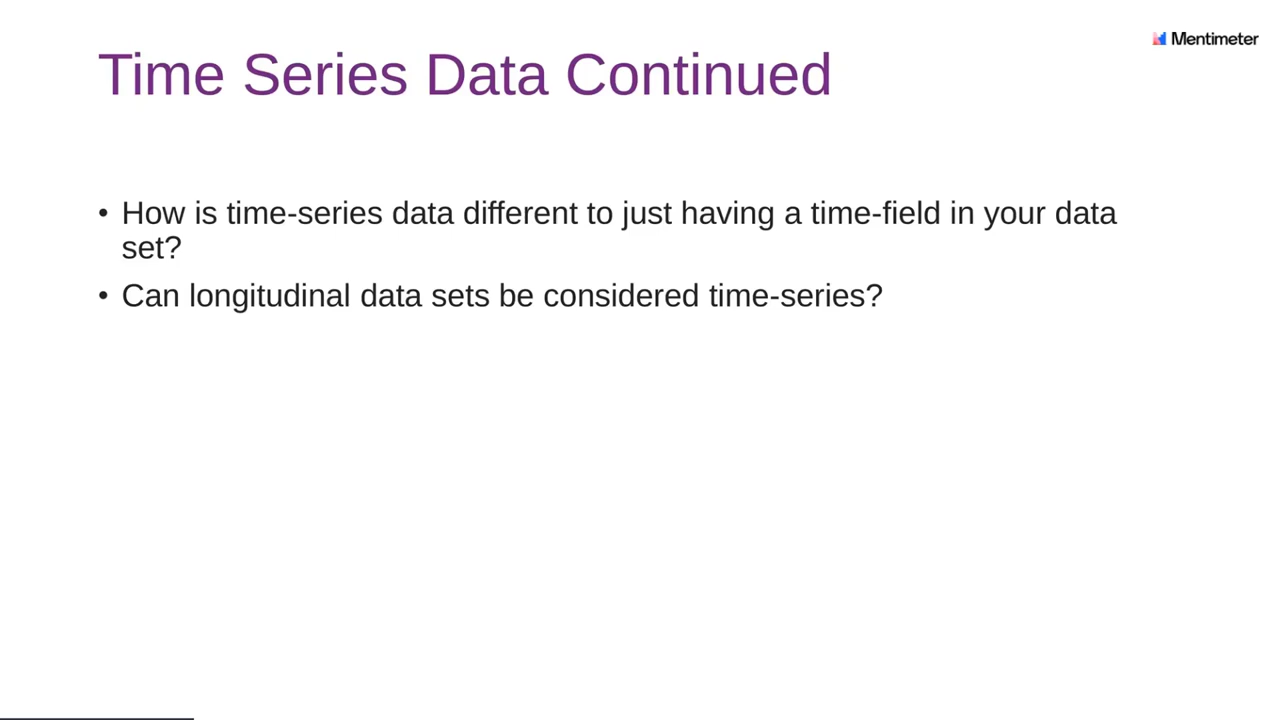 Mentimeter
Time Series Data Continued
• How is time-series data different to just having a time-field in your data
set?
• Can longitudinal data sets be considered time-series?